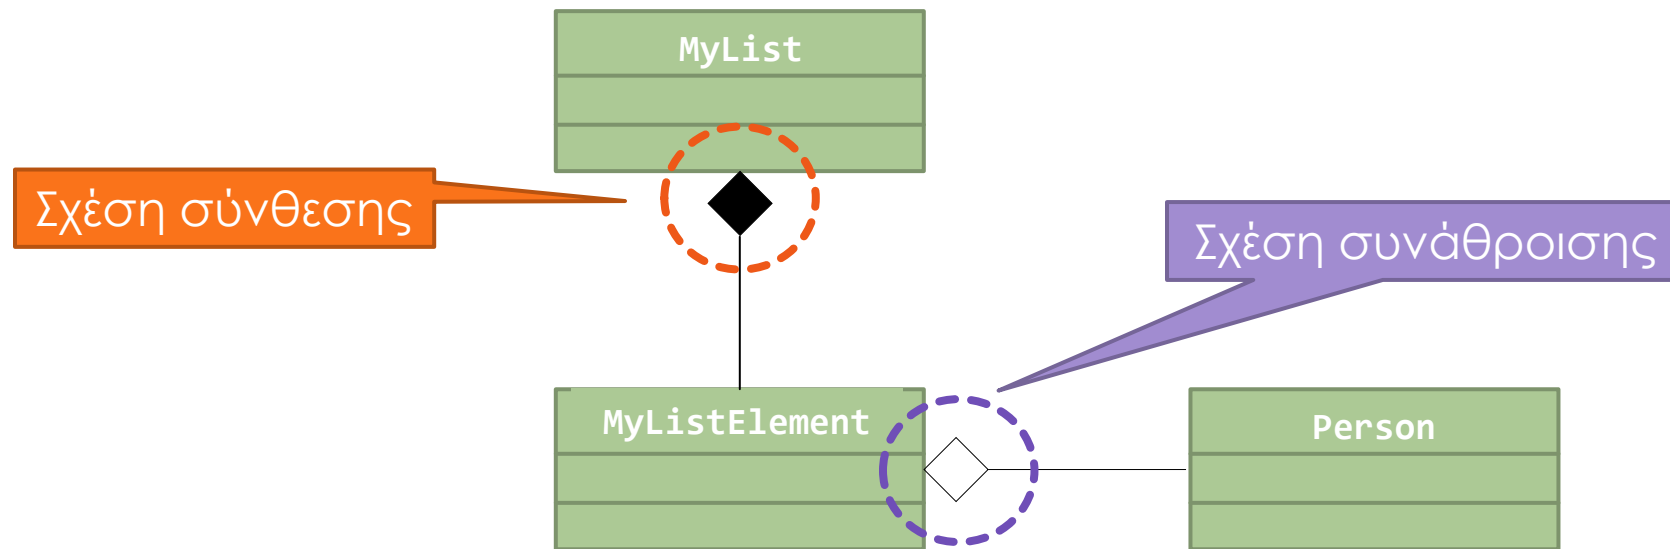 MyList
Σχέση σύνθεσης
Σχέση συνάθροισης
MyListElement
Person